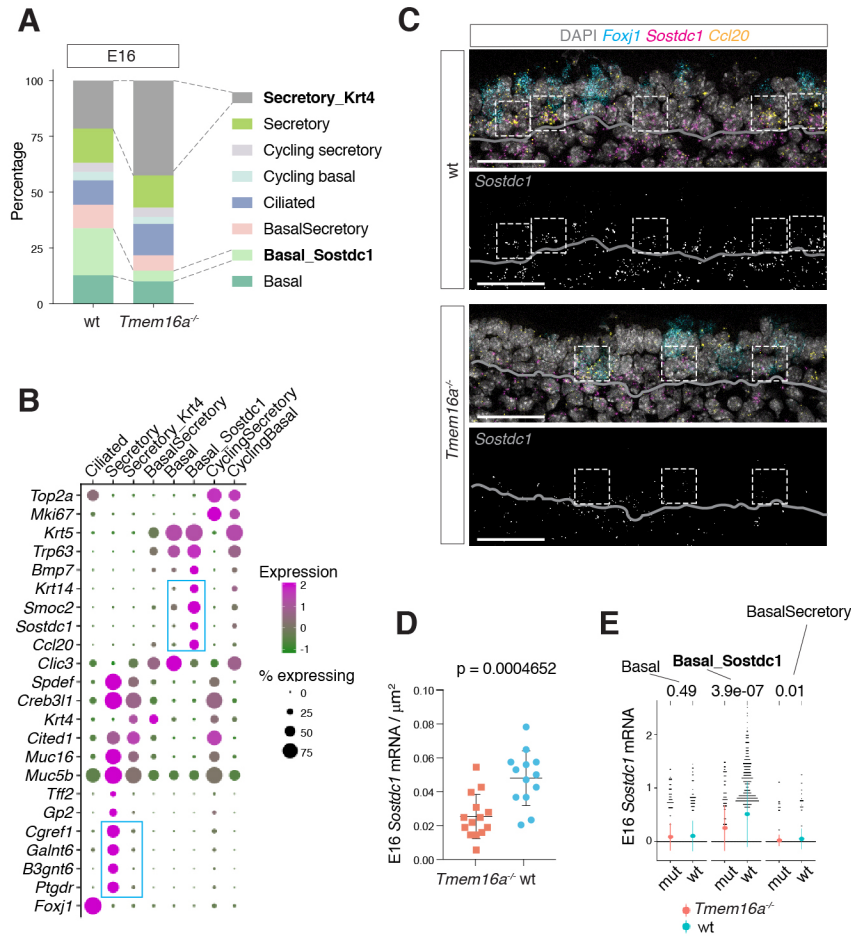 A
E16
100
75
50
25
0
Percentage
wt
Tmem16a-/-
Secretory_Krt4
Secretory
Cycling secretory
Cycling basal
Ciliated
BasalSecretory
Basal_Sostdc1
Basal
B
Ciliated
Secretory
Secretory_Krt4
BasalSecretory
Basal
Basal_Sostdc1
CyclingSecretory
CyclingBasal
Top2a
Mki67
Krt5
Trp63
Bmp7
Krt14
Smoc2
Sostdc1
Ccl20
Clic3
Spdef
Creb3l1
Krt4
Cited1
Muc16
Muc5b
Tff2
Gp2
Cgref1
Galnt6
B3gnt6
Ptgdr
Foxj1
Expression
2
1
0
-1
% expressing
0
25
50
75
C
DAPI Foxj1 Sostdc1 Ccl20
wt
Sostdc1
Tmem16a-/-
Sostdc1
D
p = 0.0004652
0.10
0.08
0.06
0.04
0.02
0.00
E16 Sostdc1 mRNA / µm2
Tmem16a-/- wt
E
BasalSecretory
Basal_Sostdc1
Basal
0.49 3.9e-07 0.01
2
1
0
E16 Sostdc1 mRNA
mut wt mut wt mut wt
Tmem16a-/-
wt